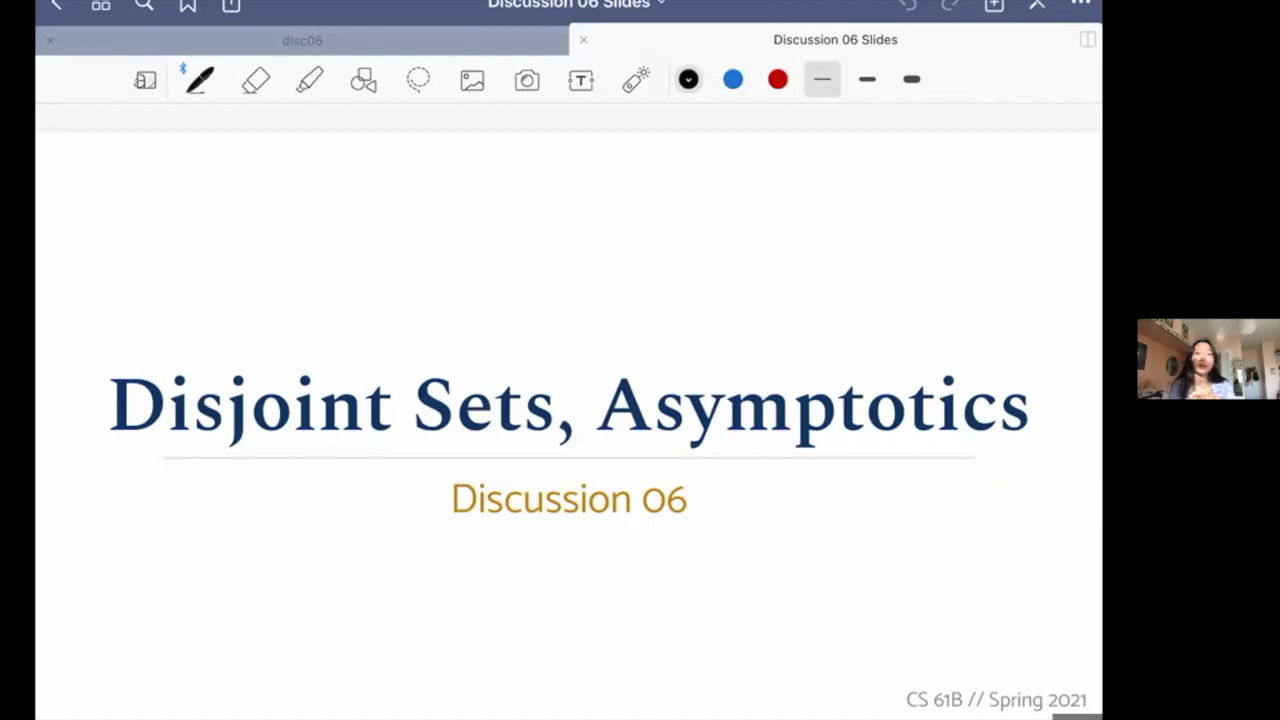 Discussion 06 Slides
disc06
Discussion 06 Slides
T
Disjoint Sets, Asymptotics
Discussion 06
CS 61B // Spring 2021